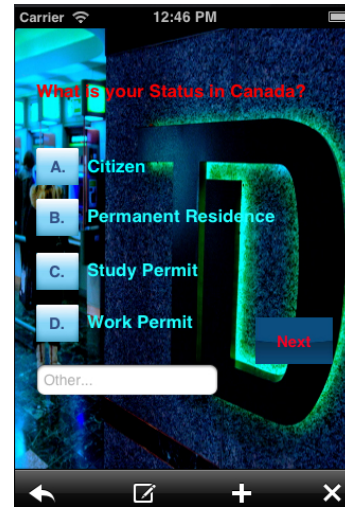 Carrier 12:46 PM
What is your Status in Canada?
A. Citizen
B. Permanent Residence
C. Study Permit
D. Work Permit
Next
Other...